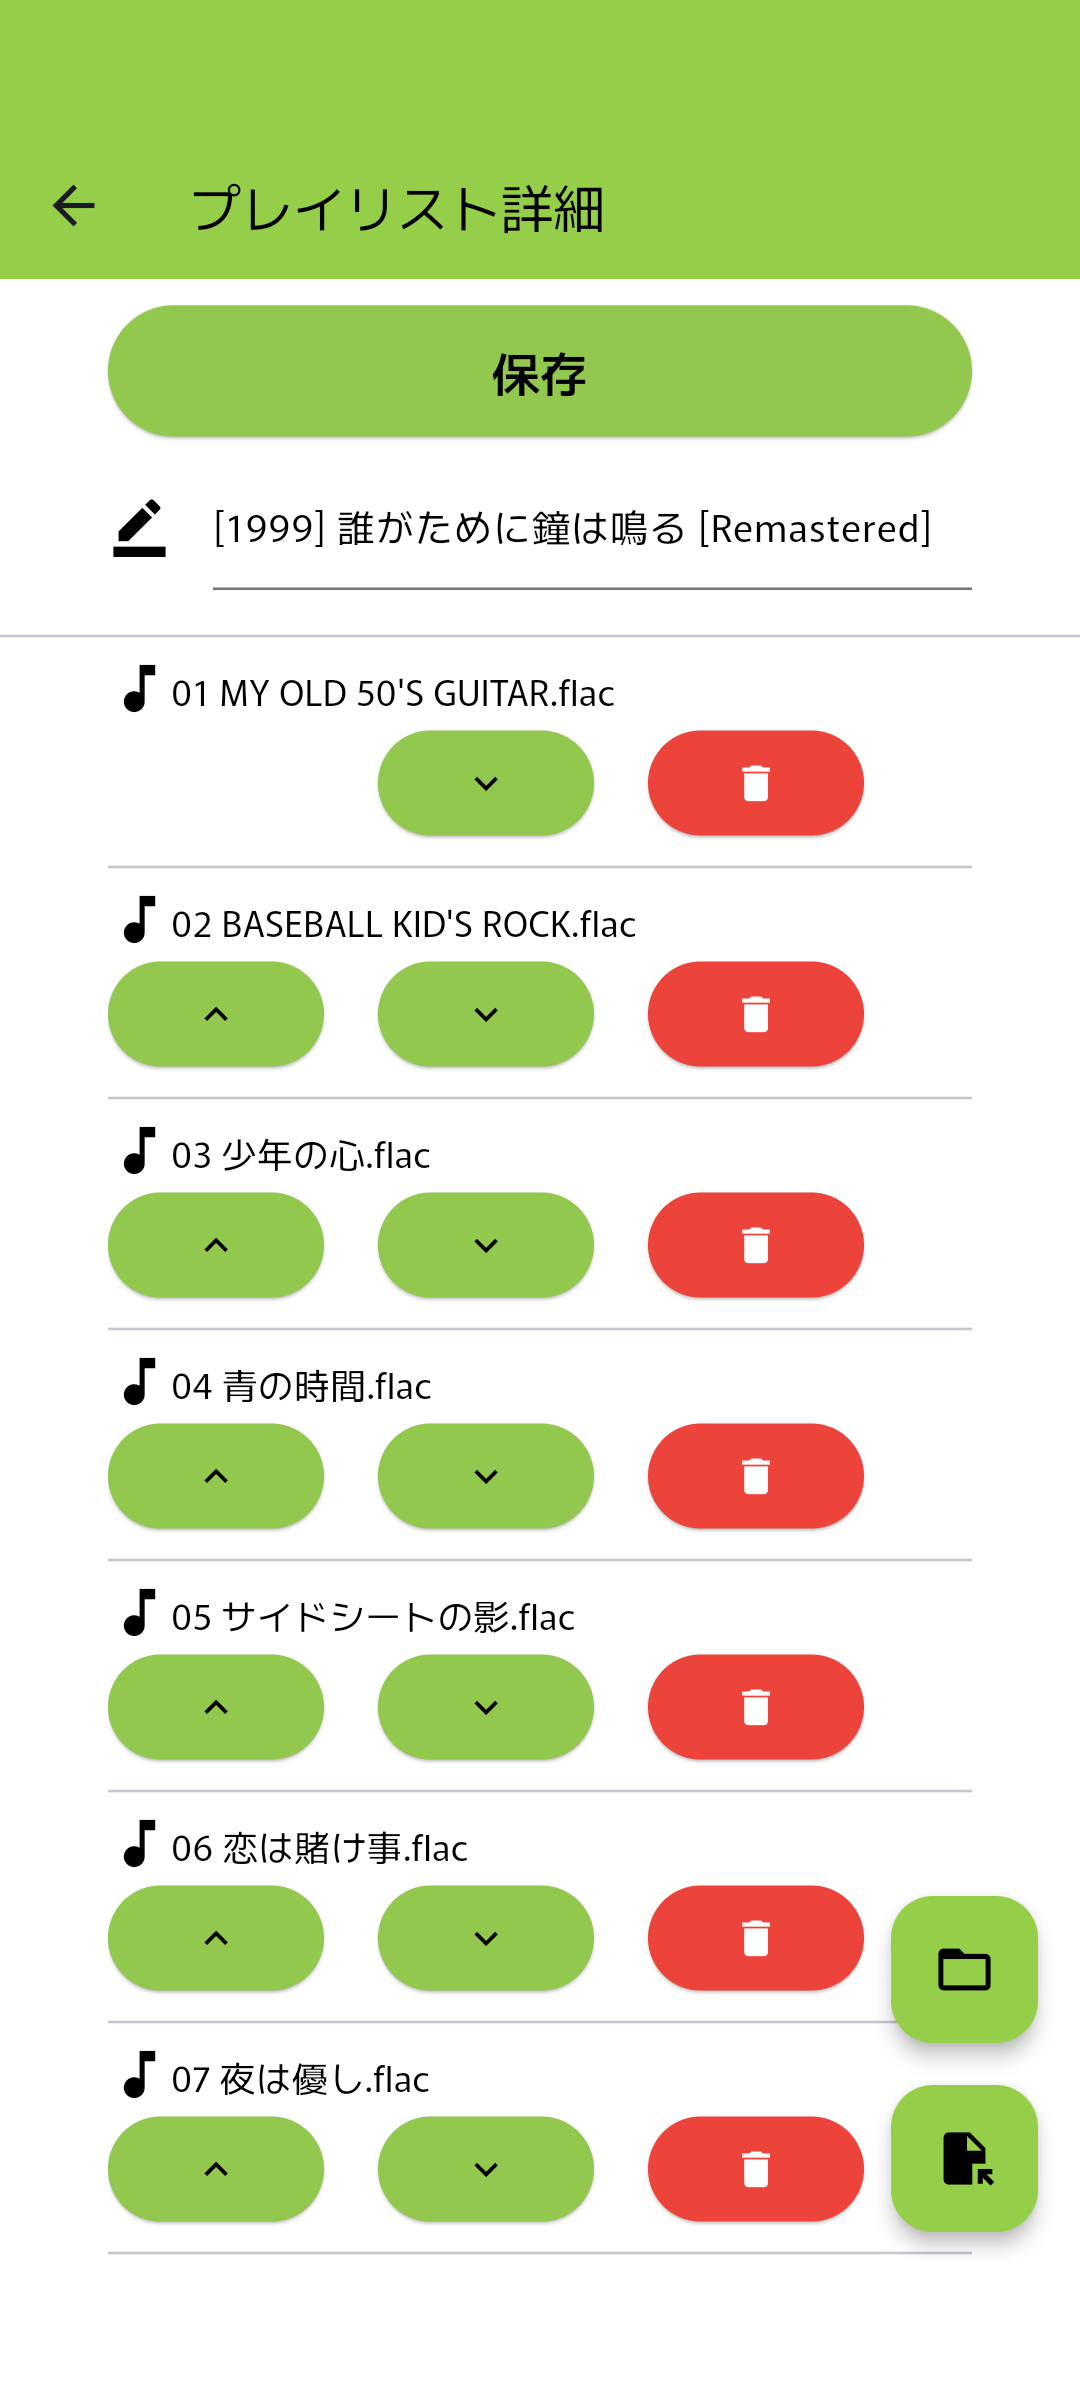 プレイリスト詳細
保存
[1999] 誰がために鐘は鳴る [Remastered]
01 MY OLD 50'S GUITAR.flac
02 BASEBALL KID'S ROCK.flac
03 少年の心.flac
04 青の時間.flac
05 サイドシートの影.flac
06 恋は賭け事.flac
07 夜は優し.flac